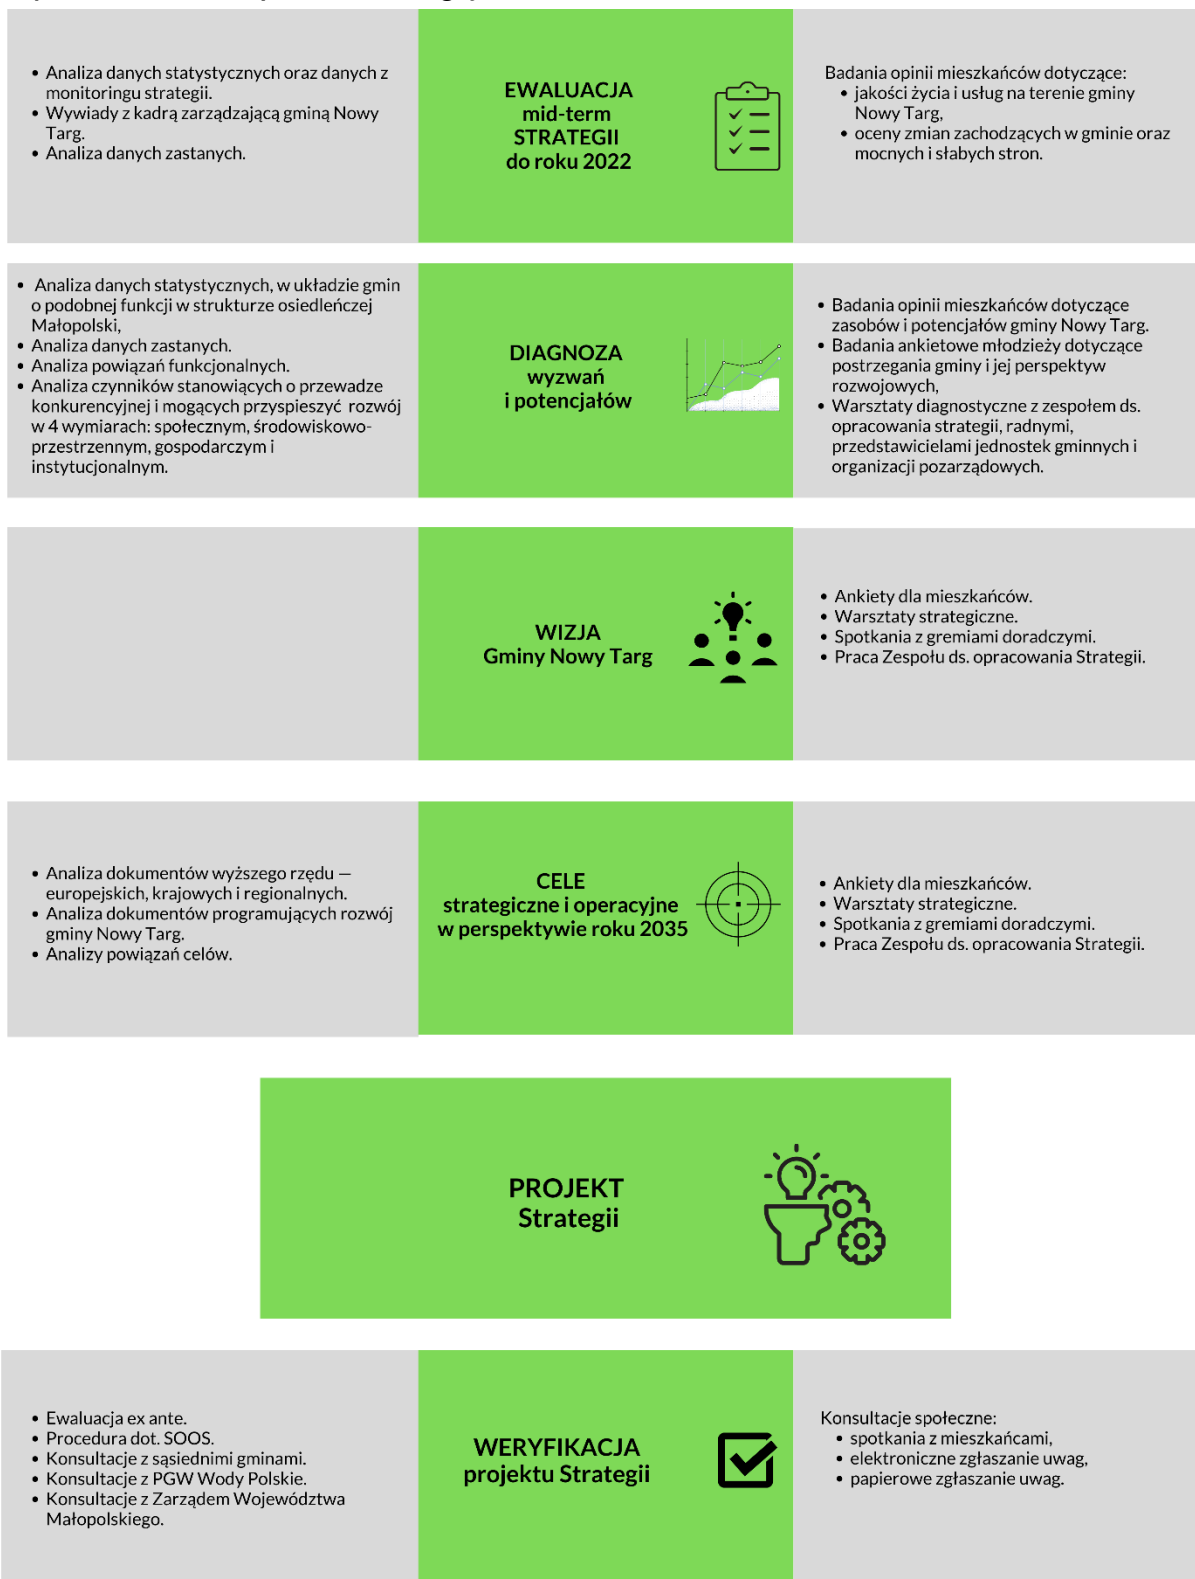 • Analiza danych statystycznych oraz danych z
monitoringu strategii.
• Wywiady z kadrą zarządzającą gminą Nowy
Targ.
• Analiza danych zastanych.
EWALUACJA
mid-term
STRATEGII
do roku 2022
Badania opinii mieszkańców dotyczące:
• jakości życia i usług na terenie gminy
Nowy Targ,
• oceny zmian zachodzących w gminie oraz
mocnych i słabych stron.
• Analiza danych statystycznych, w układzie gmin
o podobnej funkcji w strukturze osiedleńczej
Małopolski,
• Analiza danych zastanych.
• Analiza powiązań funkcjonalnych.
• Analiza czynników stanowiących o przewadze
konkurencyjnej i mogących przyspieszyć rozwój
w 4 wymiarach: społecznym, środowiskowo-
przestrzennym, gospodarczym i
instytucjonalnym.
DIAGNOZA
wyzwań
i potencjałów
• Badania opinii mieszkańców dotyczące
zasobów i potencjałów gminy Nowy Targ.
• Badania ankietowe młodzieży dotyczące
postrzegania gminy i jej perspektyw
rozwojowych,
• Warsztaty diagnostyczne z zespołem ds.
opracowania strategii, radnymi,
przedstawicielami jednostek gminnych i
organizacji pozarządowych.
WIZJA
Gminy Nowy Targ
• Ankiety dla mieszkańców.
• Warsztaty strategiczne.
• Spotkania z gremiami doradczymi.
• Praca Zespołu ds. opracowania Strategii.
• Analiza dokumentów wyższego rzędu —
europejskich, krajowych i regionalnych.
• Analiza dokumentów programujących rozwój
gminy Nowy Targ.
• Analizy powiązań celów.
CELE
strategiczne i operacyjne
w perspektywie roku 2035
• Ankiety dla mieszkańców.
• Warsztaty strategiczne.
• Spotkania z gremiami doradczymi.
• Praca Zespołu ds. opracowania Strategii.
PROJEKT
Strategii
• Ewaluacja ex ante.
• Procedura dot. SOOS.
• Konsultacje z sąsiednimi gminami.
• Konsultacje z PGW Wody Polskie.
• Konsultacje z Zarządem Województwa
Małopolskiego.
WERYFIKACJA
projektu Strategii
Konsultacje społeczne:
• spotkania z mieszkańcami,
• elektroniczne zgłaszanie uwag,
• papierowe zgłaszanie uwag.